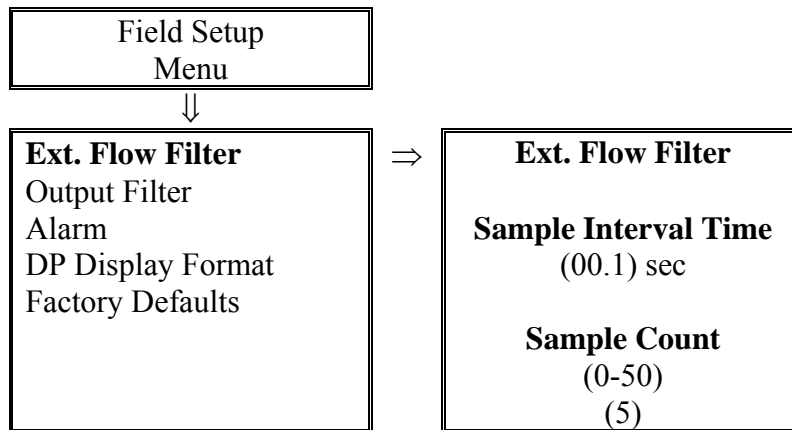 Field Setup
Menu
⇓
Ext. Flow Filter
Output Filter
Alarm
DP Display Format
Factory Defaults
⇒
Ext. Flow Filter
Sample Interval Time
(00.1) sec
Sample Count
(0-50)
(5)